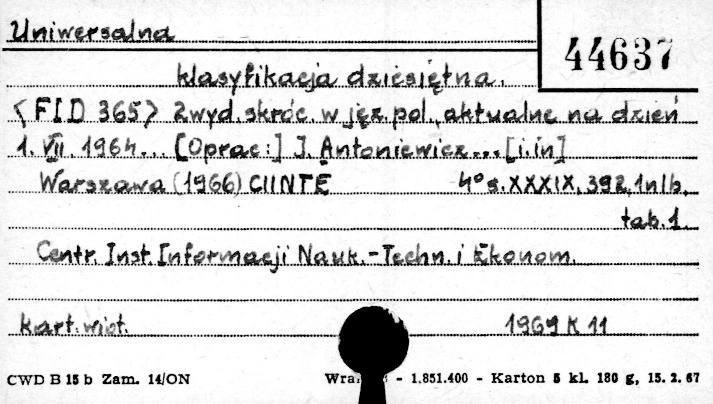 Uniwersalna
44637
klasyfikacja dziesiętna.
<FID 365> 2 wyd. skróc. w jęz. pol., aktualne na dzień
1. VII. 1964... [Oprac:] J. Antoniewicz... [i.in]
Warszawa (1966) CIINTE 4° s. XXXIX, 392, 1 nlb.
tab. 1.
Centr. Inst. Informacji Nauk.-Techn. i Ekonom.
kart. wiot. 1969 K 11
CWD B 15 b Zam. 14/ON - 1.851.400 - Karton 5 kl. 180 g, 15. 2. 67